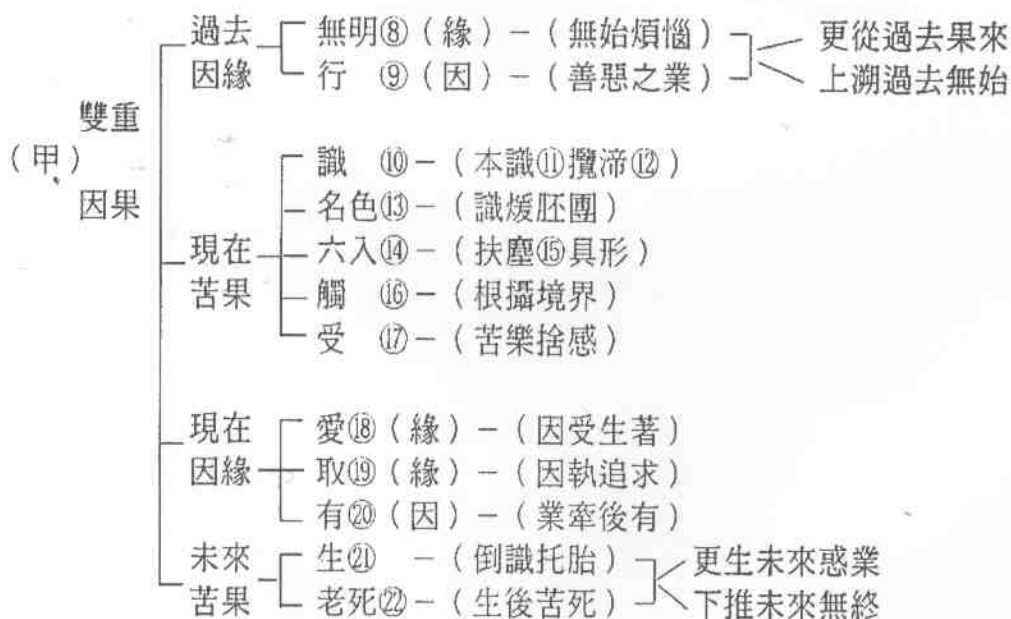 過去 無明⑧（緣）－（無始煩惱） 更從過去果來
因緣 行 ⑨（因）－（善惡之業） 上溯過去無始
雙重
（甲）
因果
識 ⑩－（本識⑪攬渧⑫）
名色⑬－（識煖胚團）
現在 六入⑭－（扶塵⑮具形）
苦果 觸 ⑯－（根攝境界）
受 ⑰－（苦樂捨感）
現在 愛⑱（緣）－（因受生著）
因緣 取⑲（緣）－（因執追求）
有⑳（因）－（業牽後有）
未來 生㉑ －（倒識托胎） 更生未來惑業
苦果 老死㉒－（生後苦死） 下推未來無終